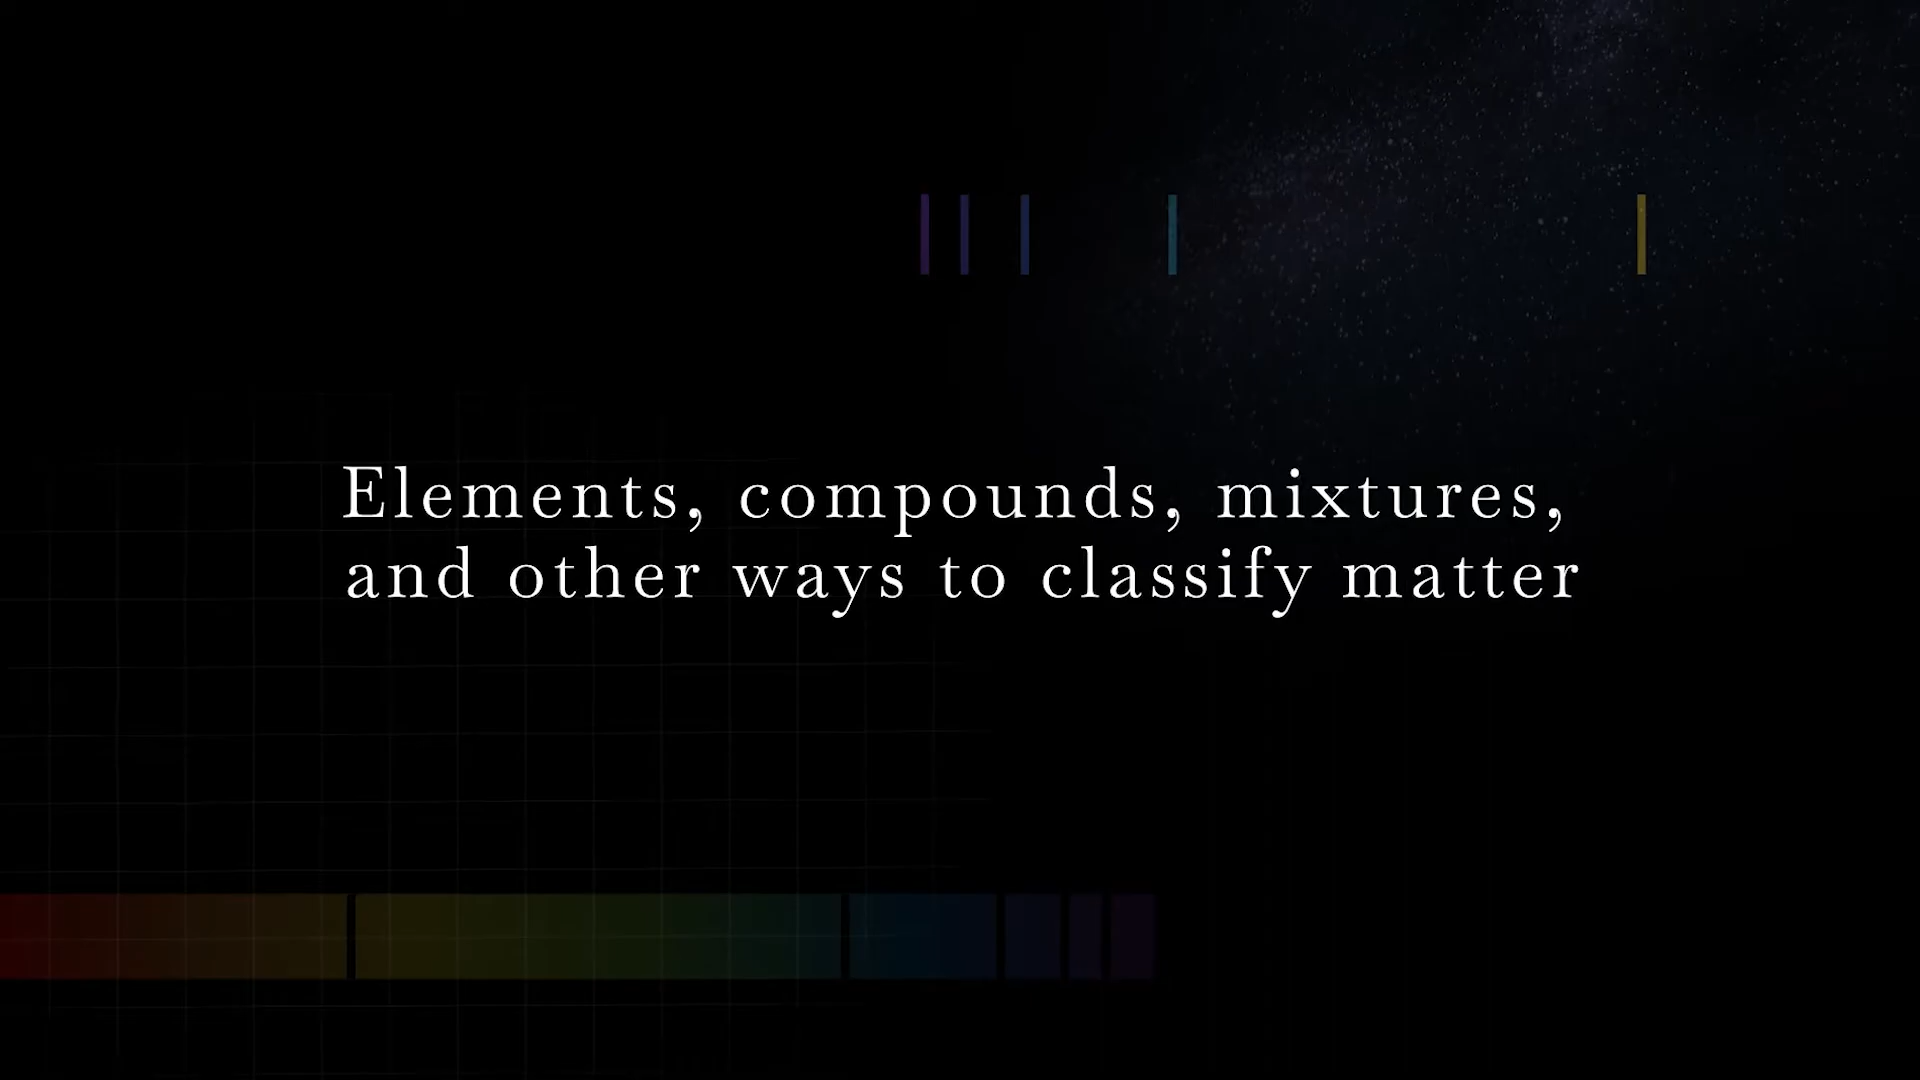 Elements, compounds, mixtures,
and other ways to classify matter